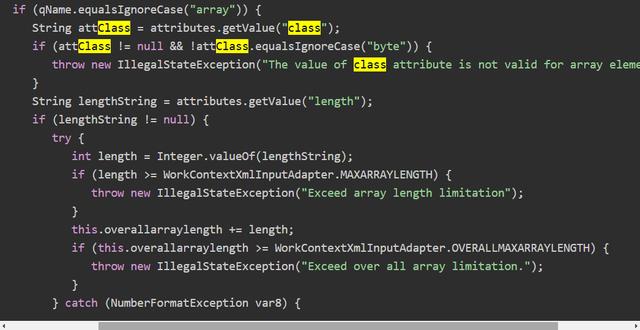 if (qName.equalsIgnoreCase("array")) {
String attClass = attributes.getValue("class");
if (attClass != null && !attClass.equalsIgnoreCase("byte")) {
throw new IllegalStateException("The value of class attribute is not valid for array eleme
}
String lengthString = attributes.getValue("length");
if (lengthString != null) {
try {
int length = Integer.valueOf(lengthString);
if (length >= WorkContextXmlInputAdapter.MAXARRAYLENGTH) {
throw new IllegalStateException("Exceed array length limitation");
}
this.overallarraylength += length;
if (this.overallarraylength >= WorkContextXmlInputAdapter.OVERALLMAXARRAYLENGTH) {
throw new IllegalStateException("Exceed over all array limitation.");
}
} catch (NumberFormatException var8) {